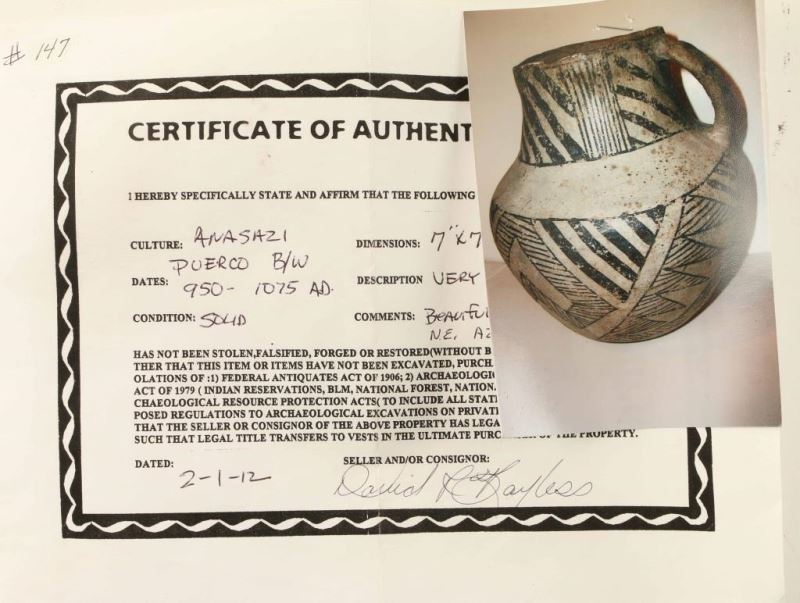 # 147
CERTIFICATE OF AUTHENT
I HEREBY SPECIFICALLY STATE AND AFFIRM THAT THE FOLLOWING
CULTURE: ANASAZI DIMENSIONS: 7" X 7
PUERCO B/W
DATES: 950 - 1075 AD. DESCRIPTION VERY
CONDITION: SOLID COMMENTS: BEAUTIFU
NE, AZ
HAS NOT BEEN STOLEN,FALSIFIED, FORGED OR RESTORED(WITHOUT B
THER THAT THIS ITEM OR ITEMS HAVE NOT BEEN EXCAVATED, PURCH
OLATIONS OF :1) FEDERAL ANTIQUATES ACT OF 1906; 2) ARCHAEOLOGI
ACT OF 1979 ( INDIAN RESERVATIONS, BLM, NATIONAL FOREST, NATION.
CHAEOLOGICAL RESOURCE PROTECTION ACTS( TO INCLUDE ALL STAT
POSED REGULATIONS TO ARCHAEOLOGICAL EXCAVATIONS ON PRIVATI
THAT THE SELLER OR CONSIGNOR OF THE ABOVE PROPERTY HAS LEGA
SUCH THAT LEGAL TITLE TRANSFERS TO VESTS IN THE ULTIMATE PURC OF THE PROPERTY.
DATED: SELLER AND/OR CONSIGNOR:
2-1-12 David